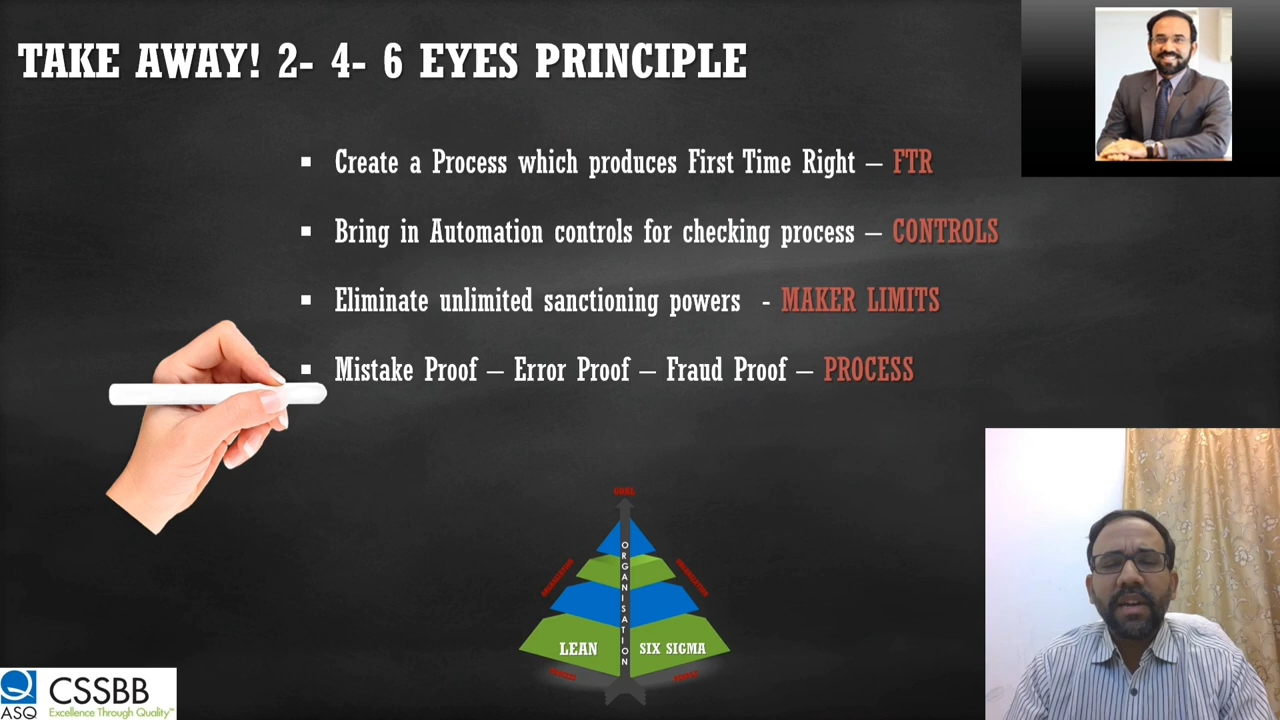 TAKE AWAY! 2- 4- 6 EYES PRINCIPLE
Create a Process which produces First Time Right – FTR
Bring in Automation controls for checking process – CONTROLS
Eliminate unlimited sanctioning powers - MAKER LIMITS
Mistake Proof – Error Proof – Fraud Proof – PROCESS
ORGANISATION
LEAN
SIX SIGMA
ASQ
CSSBB
Excellence Through Quality™